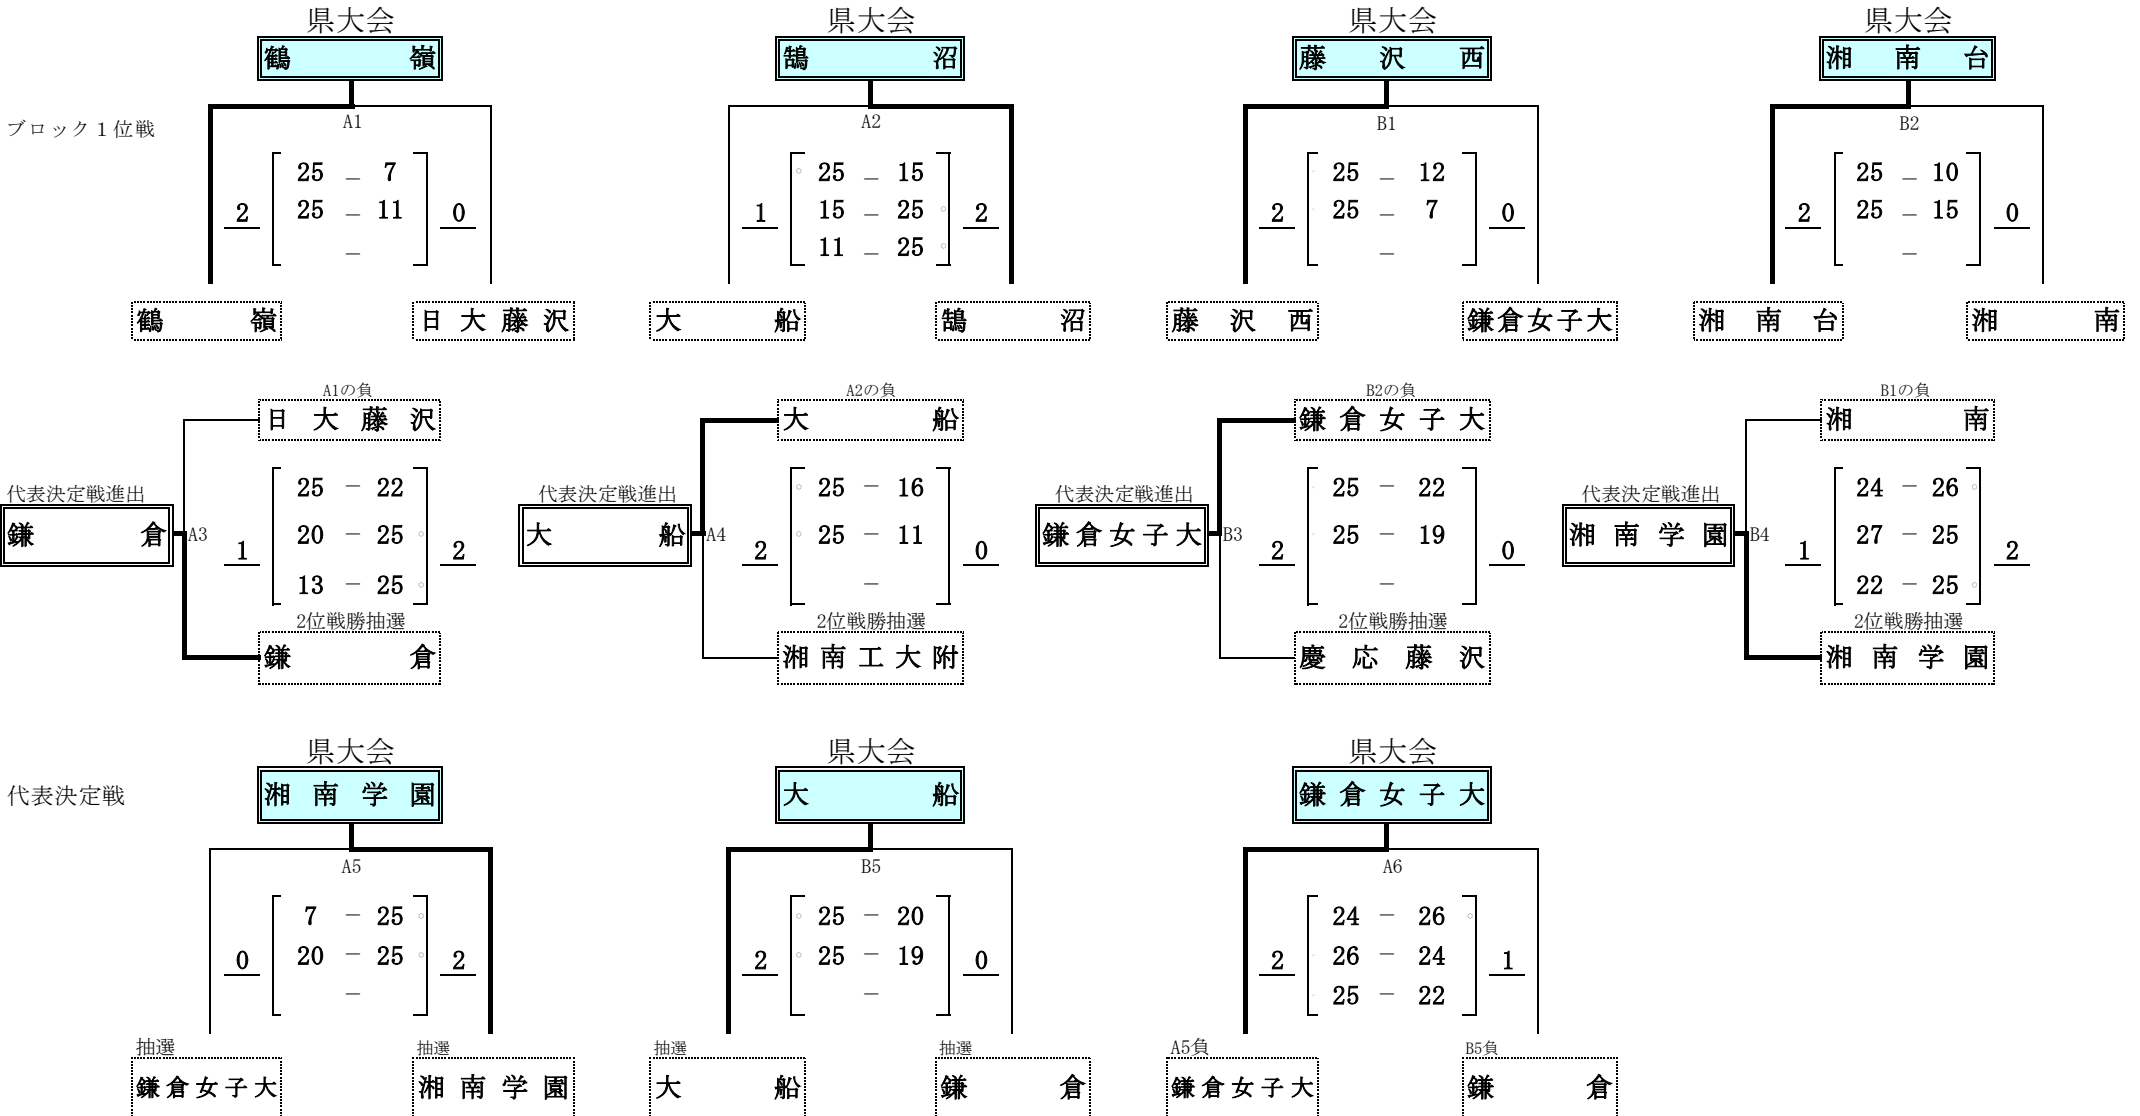 県大会 県大会 県大会 県大会
鶴嶺 鵠沼 藤沢西 湘南台
ブロック１位戦 A1 A2 B1 B2
25 － 7 25 － 15 25 － 12 25 － 10
2 25 － 11 0 1 15 － 25 2 2 25 － 7 0 2 25 － 15 0
－ 11 － 25 － －
鶴嶺 日大藤沢 大船 鵠沼 藤沢西 鎌倉女子大 湘南台 湘南
A1の負 A2の負 B2の負 B1の負
日大藤沢 大船 鎌倉女子大 湘南
25 － 22 25 － 16 25 － 22 24 － 26
代表決定戦進出 代表決定戦進出 代表決定戦進出 代表決定戦進出
鎌倉 A3 20 － 25 大船 A4 25 － 11 鎌倉女子大 B3 25 － 19 湘南学園 B4 27 － 25
1 2 2 0 2 0 1 2
13 － 25 － － 22 － 25
2位戦勝抽選 2位戦勝抽選 2位戦勝抽選 2位戦勝抽選
鎌倉 湘南工大附 慶応藤沢 湘南学園
県大会 県大会 県大会
代表決定戦 湘南学園 大船 鎌倉女子大
A5 B5 A6
7 － 25 25 － 20 24 － 26
0 20 － 25 2 2 25 － 19 0 2 26 － 24 1
－ － 25 － 22
抽選 抽選 抽選 抽選 A5負 B5負
鎌倉女子大 湘南学園 大船 鎌倉 鎌倉女子大 鎌倉